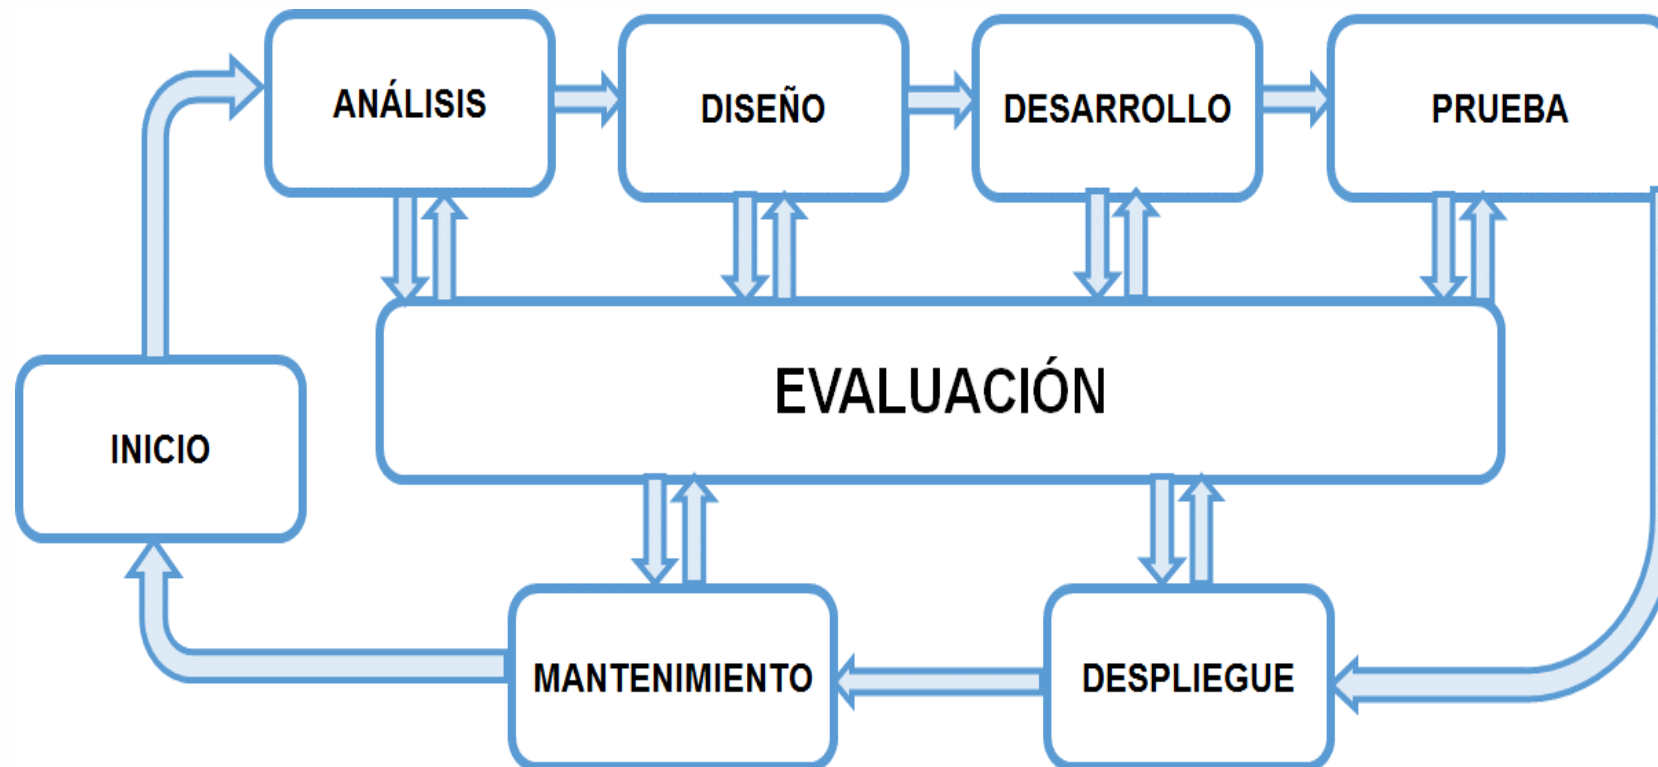 ANÁLISIS
DISEÑO
DESARROLLO
PRUEBA
EVALUACIÓN
INICIO
MANTENIMIENTO
DESPLIEGUE